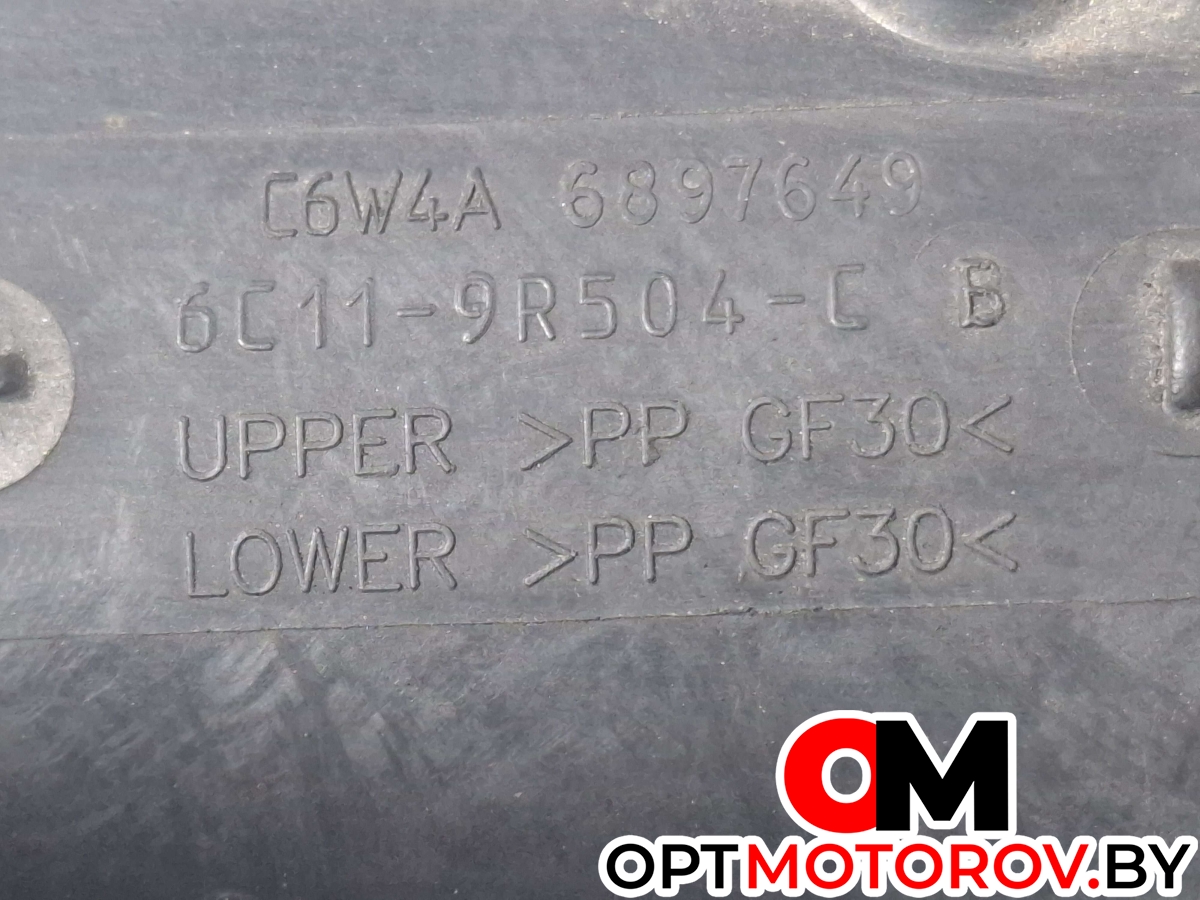 C6W4A 6897649
6C11-9R504-C B
UPPER >PP GF30<
LOWER >PP GF30<
OM
OPTMOTOROV.BY